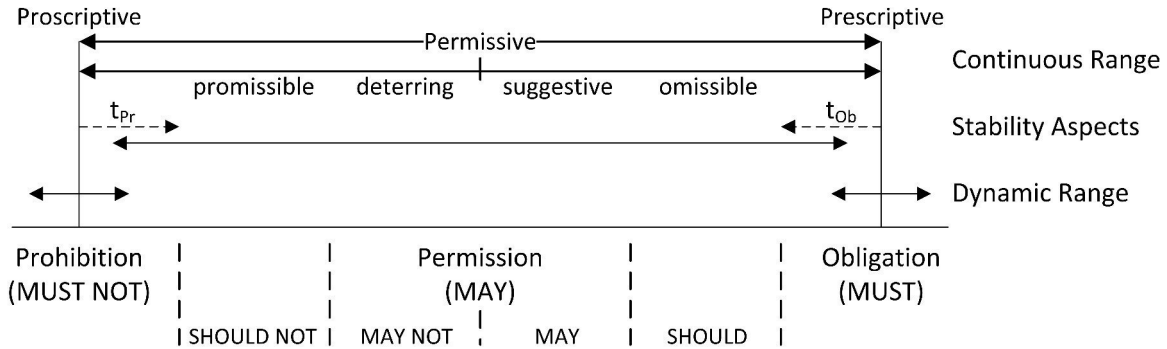 Proscriptive Prescriptive
Permissive
Continuous Range
promissible deterring suggestive omissible
tPr tOb
Stability Aspects
Dynamic Range
Prohibition Permission Obligation
(MUST NOT) (MAY) (MUST)
SHOULD NOT MAY NOT MAY SHOULD